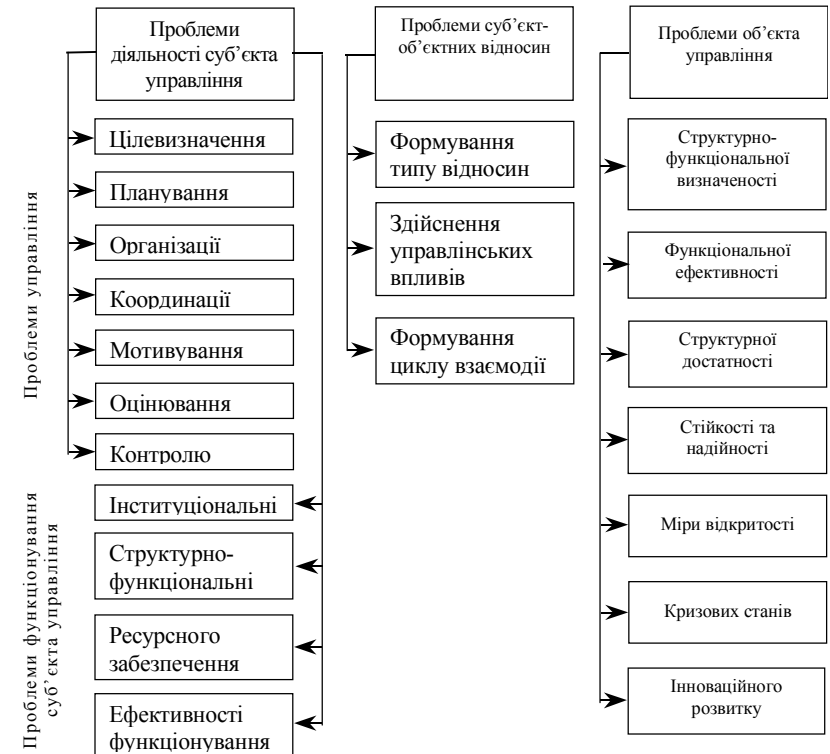 Проблеми
діяльності суб’єкта
управління
Цілевизначення
Планування
Організації
Координації
Мотивування
Оцінювання
Контролю
Інституціональні
Структурно-
функціональні
Ресурсного
забезпечення
Ефективності
функціонування
Проблеми управління
Проблеми функціонування
суб’єкта управління
Проблеми суб’єкт-
об’єктних відносин
Формування
типу відносин
Здійснення
управлінських
впливів
Формування
циклу взаємодії
Проблеми об’єкта
управління
Структурно-
функціональної
визначеності
Функціональної
ефективності
Структурної
достатності
Стійкості та
надійності
Міри відкритості
Кризових станів
Інноваційного
розвитку